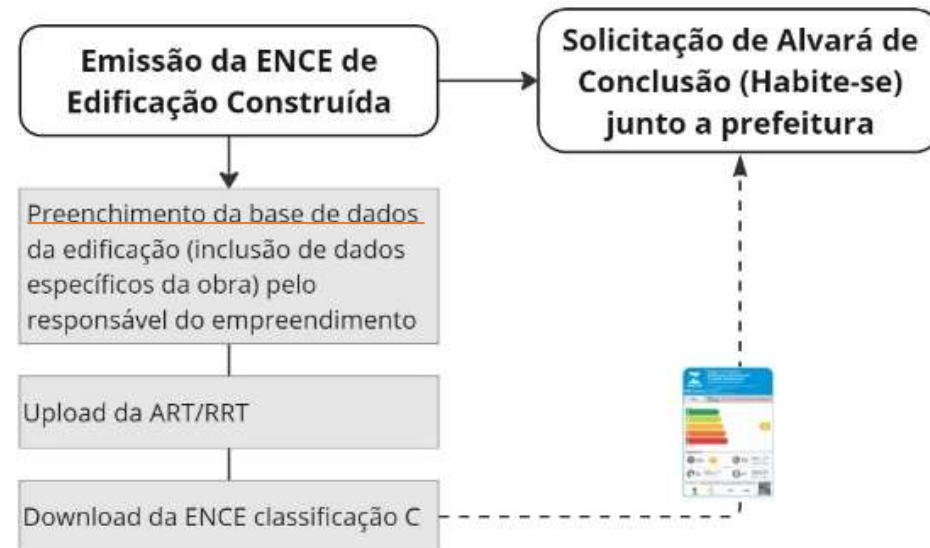 Emissão da ENCE de
Edificação Construída
Solicitação de Alvará de
Conclusão (Habite-se)
junto a prefeitura
Preenchimento da base de dados
da edificação (inclusão de dados
específicos da obra) pelo
responsável do empreendimento
Upload da ART/RRT
Download da ENCE classificação C